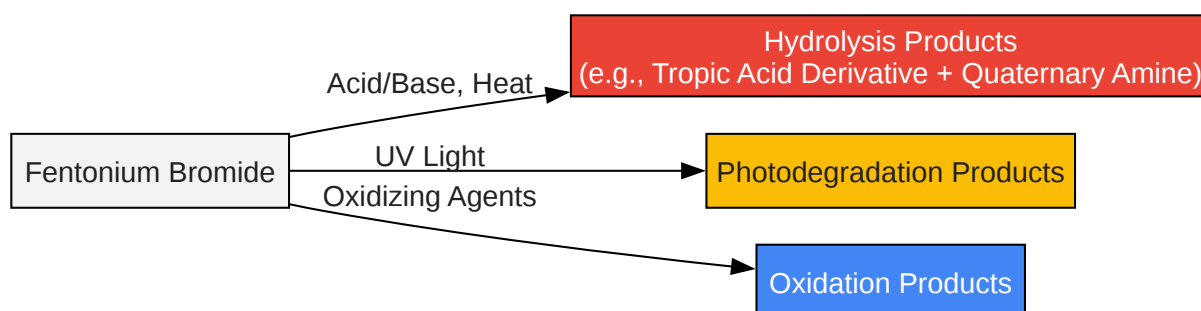 Hydrolysis Products
(e.g., Tropic Acid Derivative + Quaternary Amine)
Acid/Base, Heat
Fentonium Bromide
UV Light
Photodegradation Products
Oxidizing Agents
Oxidation Products